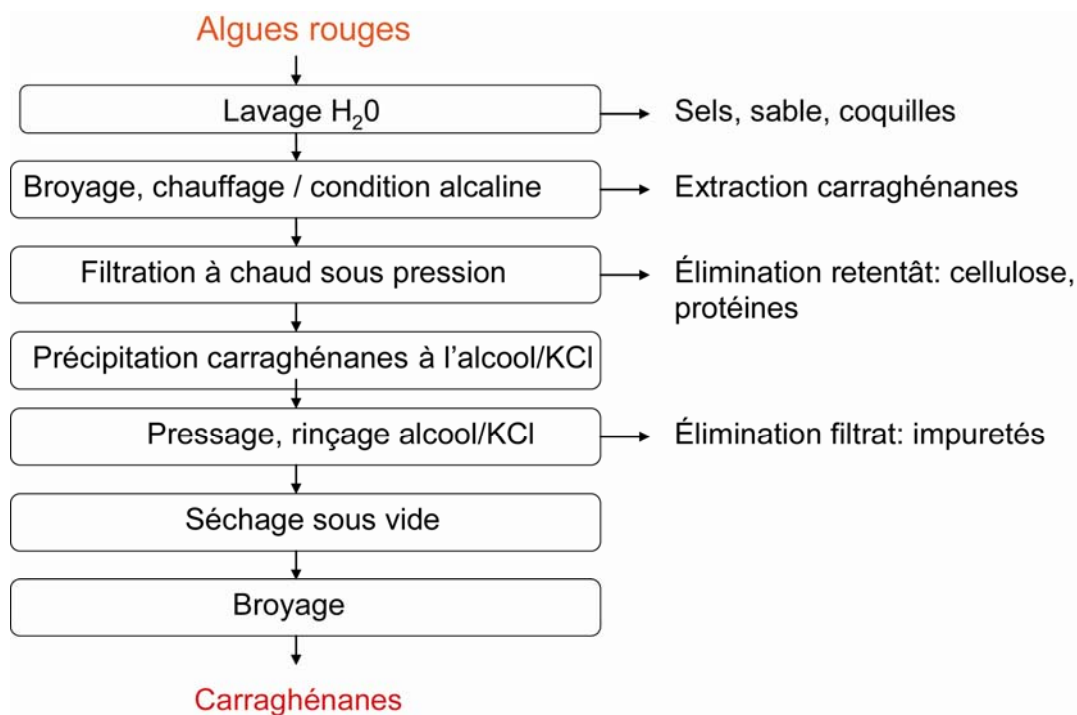 Algues rouges
Lavage H₂0
Sels, sable, coquilles
Broyage, chauffage / condition alcaline
Extraction carraghénanes
Filtration à chaud sous pression
Élimination retentât: cellulose,
protéines
Précipitation carraghénanes à l'alcool/KCl
Pressage, rinçage alcool/KCl
Élimination filtrat: impuretés
Séchage sous vide
Broyage
Carraghénanes